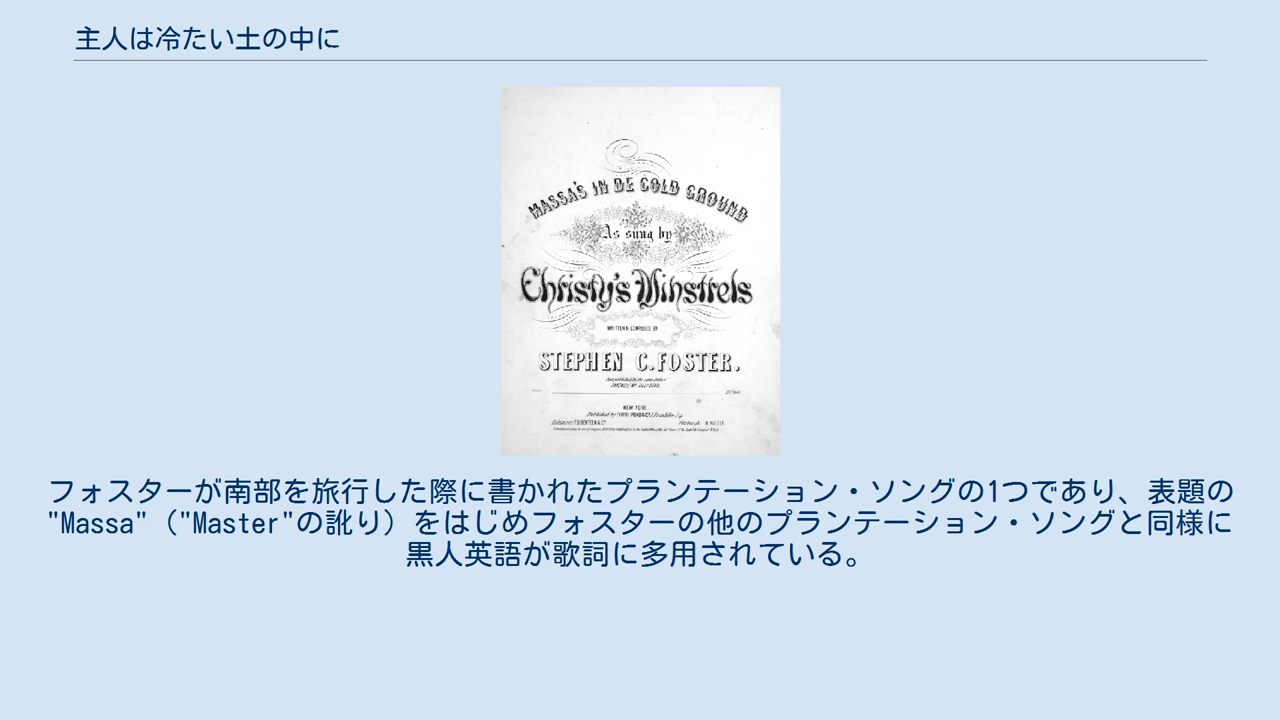 主人は冷たい土の中に
MASSA'S IN DE COLD GROUND
As sung by
Christy's Minstrels
WRITTEN & COMPOSED BY
STEPHEN C. FOSTER.
NEW YORK.
フォスターが南部を旅行した際に書かれたプランテーション・ソングの1つであり、表題の
"Massa"（"Master"の訛り）をはじめフォスターの他のプランテーション・ソングと同様に
黒人英語が歌詞に多用されている。